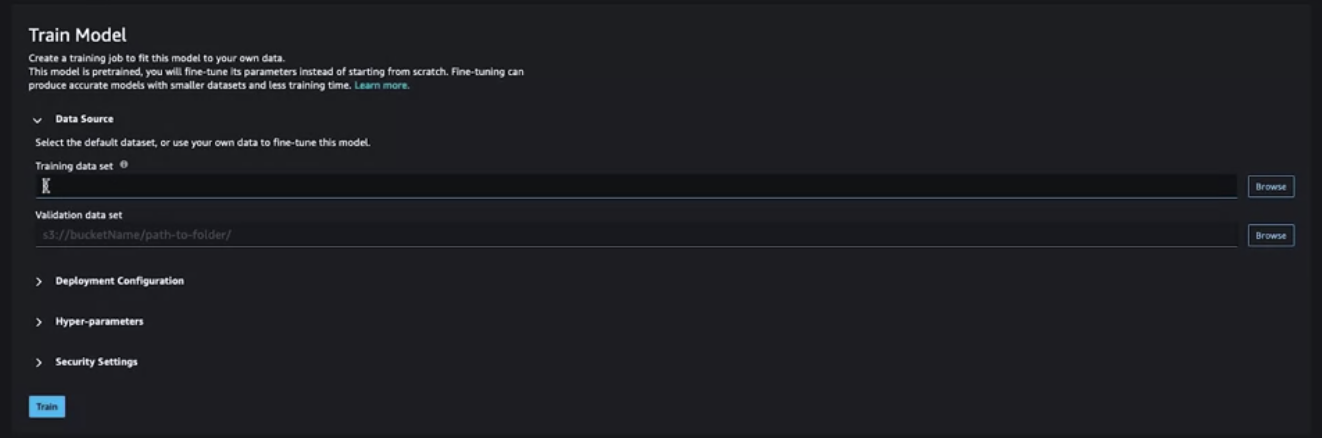 Train Model
Create a training job to fit this model to your own data.
This model is pretrained, you will fine-tune its parameters instead of starting from scratch. Fine-tuning can
produce accurate models with smaller datasets and less training time. Learn more.
Data Source
Select the default dataset, or use your own data to fine-tune this model.
Training data set
Browse
Validation data set
s3://bucketName/path-to-folder/
Browse
Deployment Configuration
Hyper-parameters
Security Settings
Train